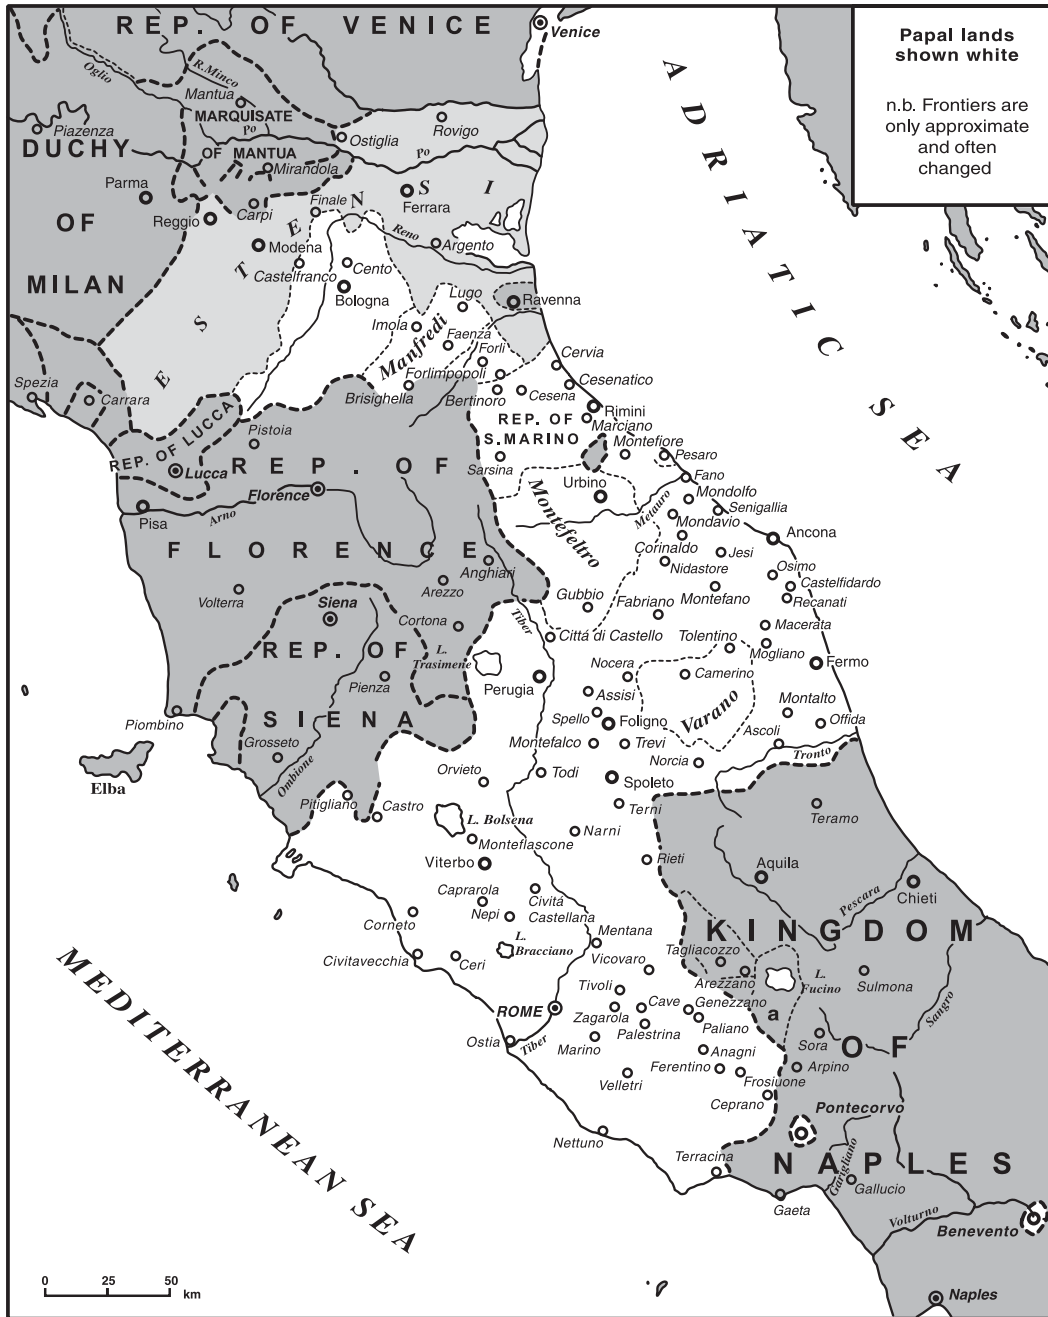 REP. OF VENICE
Venice
Papal lands
shown white
n.b. Frontiers are
only approximate
and often
changed
Oglio
R.Minco
Mantua
MARQUISATE
Po
OF MANTUA
Mirandola
Ostiglia
Rovigo
Po
Piazenza
DUCHY
OF
MILAN
Parma
Reggio
Carpi
Finale
Ferrara
ESTENSI
Modena
Reno
Argento
Castelfranco
Cento
Bologna
Lugo
Ravenna
Imola
Manfredi
Faenza
Forli
Forlimpopoli
Brisighella
Bertinoro
Cesena
Cervia
Cesenatico
Rimini
Marciano
REP. OF
S.MARINO
Montefiore
Pesaro
Sarsina
Spezia
Carrara
REP. OF LUCCA
Lucca
Pistoia
REP. OF
FLORENCE
Florence
Pisa
Arno
Urbino
Montefeltro
Metauro
Fano
Mondolfo
Senigallia
Mondavio
Corinaldo
Nidastore
Jesi
Ancona
Osimo
Castelfidardo
Recanati
Montefano
Anghiari
Arezzo
Volterra
Siena
Cortona
REP. OF
SIENA
Pienza
L.
Trasimene
Tiber
Gubbio
Fabriano
Cittá di Castello
Tolentino
Macerata
Mogliano
Fermo
Nocera
Camerino
Varano
Perugia
Assisi
Spello
Foligno
Montefalco
Trevi
Norcia
Montalto
Offida
Ascoli
Tronto
Piombino
Elba
Grosseto
Ombione
Pitigliano
Castro
Orvieto
Todi
Spoleto
Terni
Teramo
L. Bolsena
Montefiascone
Narni
Rieti
Viterbo
Aquila
Pescara
Chieti
Caprarola
Nepi
Civitá
Castellana
Corneto
Civitavecchia
Ceri
L.
Bracciano
Mentana
Vicovaro
KINGDOM
OF
NAPLES
Tagliacozzo
Arezzano
L.
Fucino
a
Sulmona
Sangro
Tivoli
ROME
Zagarola
Cave
Genezzano
Palestrina
Paliano
Ostia
Tiber
Marino
Anagni
Sora
Velletri
Ferentino
Frosiuone
Arpino
Ceprano
Pontecorvo
Nettuno
Terracina
Garigliano
Gallucio
Gaeta
Volturno
Benevento
Naples
ADRIATIC SEA
MEDITERRANEAN SEA
0 25 50
km